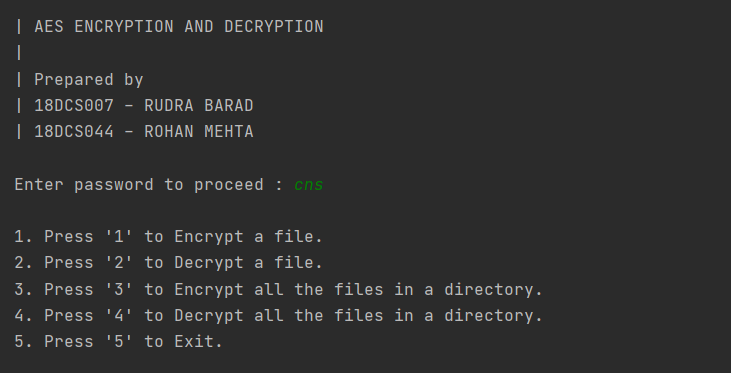 | AES ENCRYPTION AND DECRYPTION
|
| Prepared by
| 18DCS007 – RUDRA BARAD
| 18DCS044 – ROHAN MEHTA
Enter password to proceed : cns
1. Press '1' to Encrypt a file.
2. Press '2' to Decrypt a file.
3. Press '3' to Encrypt all the files in a directory.
4. Press '4' to Decrypt all the files in a directory.
5. Press '5' to Exit.